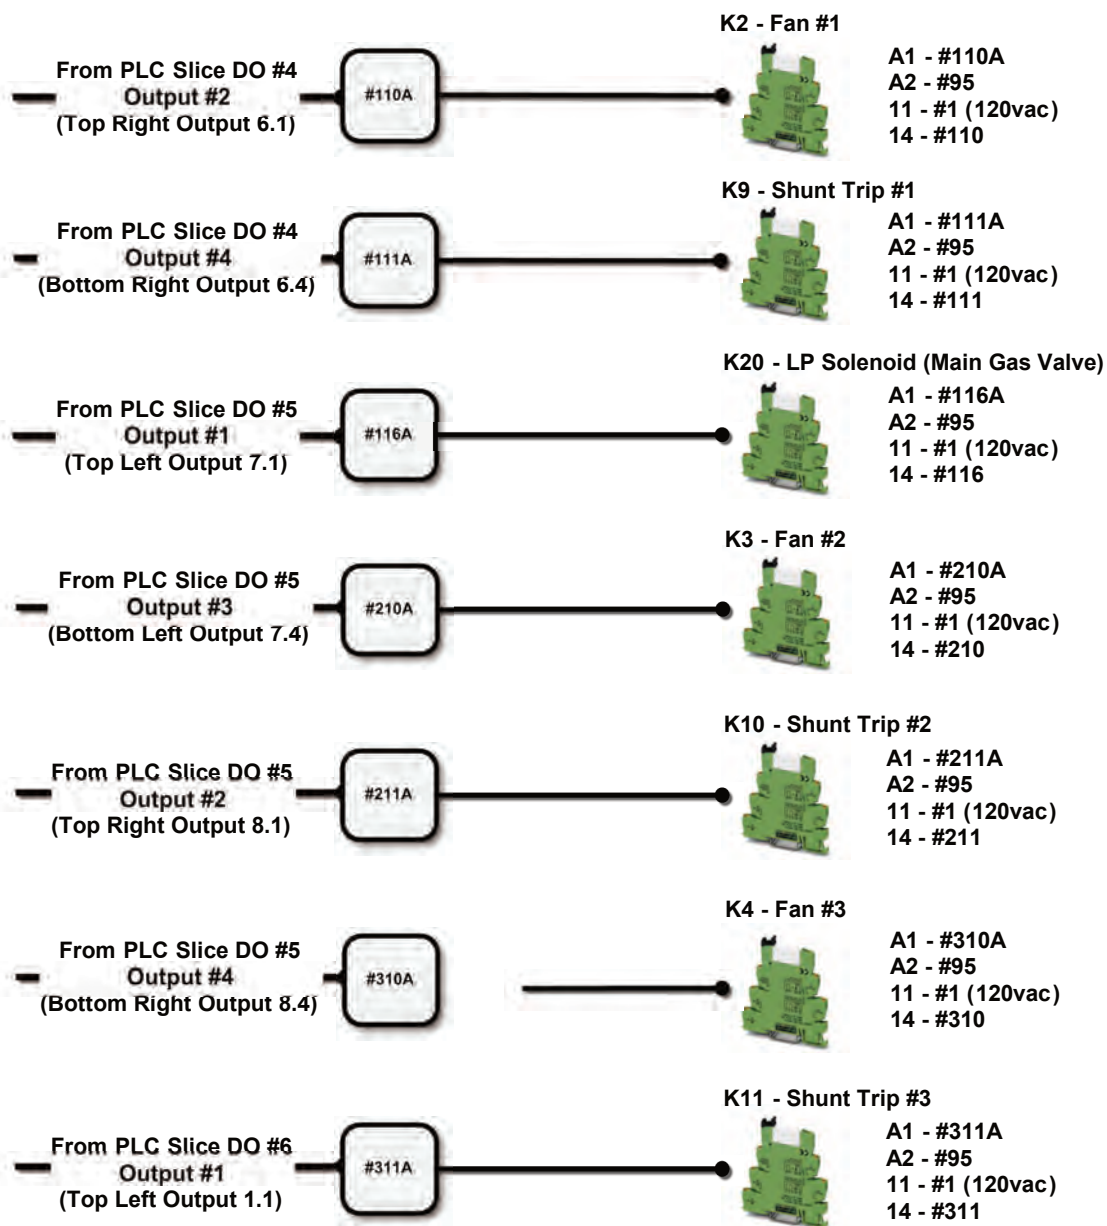 K2 - Fan #1
From PLC Slice DO #4
Output #2
(Top Right Output 6.1)
#110A
A1 - #110A
A2 - #95
11 - #1 (120vac)
14 - #110
K9 - Shunt Trip #1
From PLC Slice DO #4
Output #4
(Bottom Right Output 6.4)
#111A
A1 - #111A
A2 - #95
11 - #1 (120vac)
14 - #111
K20 - LP Solenoid (Main Gas Valve)
From PLC Slice DO #5
Output #1
(Top Left Output 7.1)
#116A
A1 - #116A
A2 - #95
11 - #1 (120vac)
14 - #116
K3 - Fan #2
From PLC Slice DO #5
Output #3
(Bottom Left Output 7.4)
#210A
A1 - #210A
A2 - #95
11 - #1 (120vac)
14 - #210
K10 - Shunt Trip #2
From PLC Slice DO #5
Output #2
(Top Right Output 8.1)
#211A
A1 - #211A
A2 - #95
11 - #1 (120vac)
14 - #211
K4 - Fan #3
From PLC Slice DO #5
Output #4
(Bottom Right Output 8.4)
#310A
A1 - #310A
A2 - #95
11 - #1 (120vac)
14 - #310
K11 - Shunt Trip #3
From PLC Slice DO #6
Output #1
(Top Left Output 1.1)
#311A
A1 - #311A
A2 - #95
11 - #1 (120vac)
14 - #311